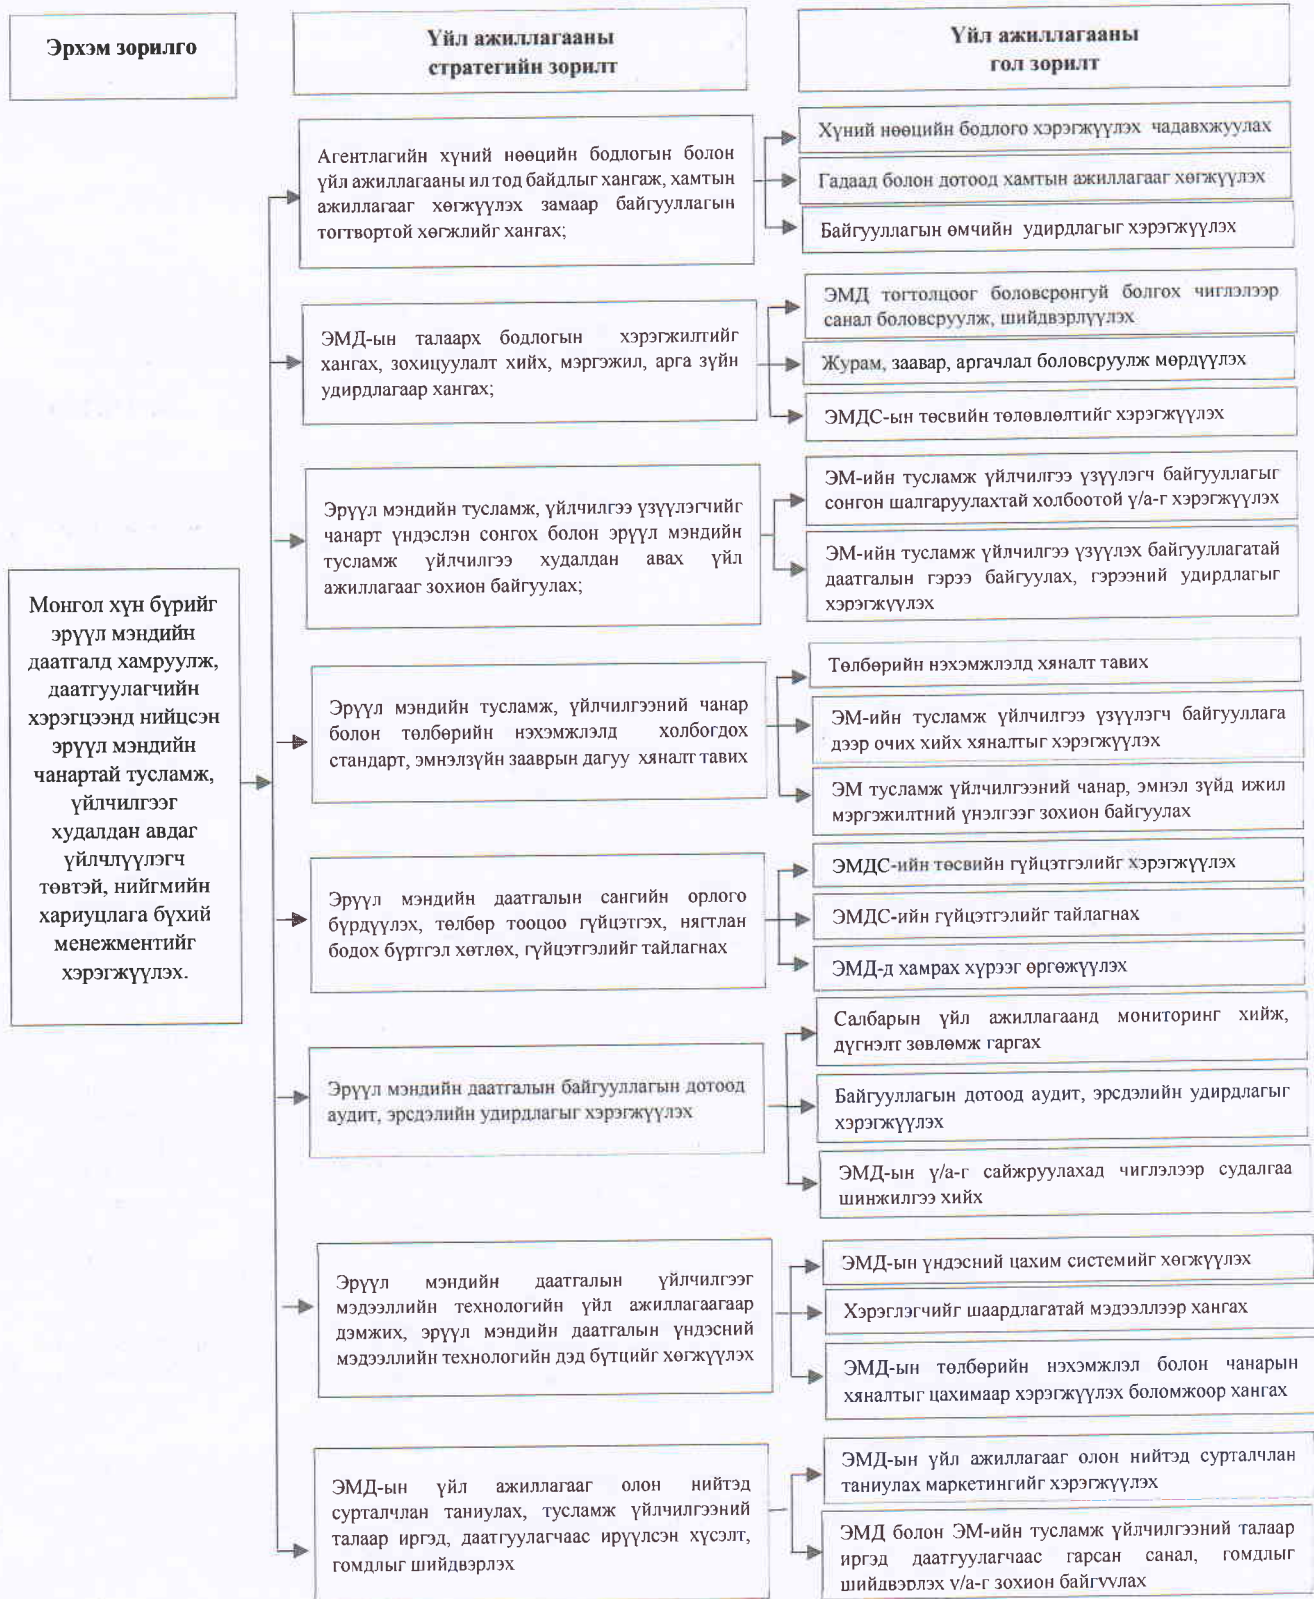 Эрхэм зорилго
Үйл ажиллагааны
стратегийн зорилт
Үйл ажиллагааны
гол зорилт
Монгол хүн бүрийг
эрүүл мэндийн
даатгалд хамруулж,
даатгуулагчийн
хэрэгцээнд нийцсэн
эрүүл мэндийн
чанартай тусламж,
үйлчилгээг
худалдан авдаг
үйлчлүүлэгч
төвтэй, нийгмийн
хариуцлага бүхий
менежментийг
хэрэгжүүлэх.
Агентлагийн хүний нөөцийн бодлогын болон
үйл ажиллагааны ил тод байдлыг хангаж, хамтын
ажиллагааг хөгжүүлэх замаар байгууллагын
тогтвортой хөгжлийг хангах;
Хүний нөөцийн бодлого хэрэгжүүлэх чадавхжуулах
Гадаад болон дотоод хамтын ажиллагааг хөгжүүлэх
Байгууллагын өмчийн удирдлагыг хэрэгжүүлэх
ЭМД-ын талаарх бодлогын хэрэгжилтийг
хангах, зохицуулалт хийх, мэргэжил, арга зүйн
удирдлагаар хангах;
ЭМД тогтолцоог боловсронгуй болгох чиглэлээр
санал боловсруулж, шийдвэрлүүлэх
Журам, заавар, аргачлал боловсруулж мөрдүүлэх
ЭМДС-ын төсвийн төлөвлөлтийг хэрэгжүүлэх
Эрүүл мэндийн тусламж, үйлчилгээ үзүүлэгчийг
чанарт үндэслэн сонгох болон эрүүл мэндийн
тусламж үйлчилгээ худалдан авах үйл
ажиллагааг зохион байгуулах;
ЭМ-ийн тусламж үйлчилгээ үзүүлэгч байгууллагыг
сонгон шалгаруулахтай холбоотой ү/а-г хэрэгжүүлэх
ЭМ-ийн тусламж үйлчилгээ үзүүлэх байгууллагатай
даатгалын гэрээ байгуулах, гэрээний удирдлагыг
хэрэгжүүлэх
Эрүүл мэндийн тусламж, үйлчилгээний чанар
болон төлбөрийн нэхэмжлэлд холбогдох
стандарт, эмнэлзүйн заавրын дагуу хяналт тавих
Төлбөрийн нэхэмжлэлд хяналт тавих
ЭМ-ийн тусламж үйлчилгээ үзүүлэгч байгууллага
дээр очих хийх хяналтыг хэрэгжүүлэх
ЭМ тусламж үйлчилгээний чанар, эмнэл зүйд ижил
мэргэжилтний үнэлгээг зохион байгуулах
Эрүүл мэндийн даатгалын сангийн орлого
бүрдүүлэх, төлбөр тооцоо гүйцэтгэх, нягтлан
бодох бүртгэл хөтлөх, гүйцэтгэлийг тайлагнах
ЭМДС-ийн төсвийн гүйцэтгэлийг хэрэгжүүлэх
ЭМДС-ийн гүйцэтгэлийг тайлагнах
ЭМД-д хамрах хүрээг өргөжүүлэх
Эрүүл мэндийн даатгалын байгууллагын дотоод
аудит, эрсдэлийн удирдлагыг хэрэгжүүлэх
Салбарын үйл ажиллагаанд мониторинг хийж,
дүгнэлт зөвлөмж гаргах
Байгууллагын дотоод аудит, эрсдэлийн удирдлагыг
хэрэгжүүлэх
ЭМД-ын ү/а-г сайжруулахад чиглэлээр судалгаа
шинжилгээ хийх
Эрүүл мэндийн даатгалын үйлчилгээг
мэдээллийн технологийн үйл ажиллагаагаар
дэмжих, эрүүл мэндийн даатгалын үндэсний
мэдээллийн технологийн дэд бүтцийг хөгжүүлэх
ЭМД-ын үндэсний цахим системийг хөгжүүлэх
Хэрэглэгчийг шаардлагатай мэдээллээр хангах
ЭМД-ын төлбөрийн нэхэмжлэл болон чанарын
хяналтыг цахимаар хэрэгжүүлэх боломжоор хангах
ЭМД-ын үйл ажиллагааг олон нийтэд
сурталчлан таниулах, тусламж үйлчилгээний
талаар иргэд, даатгуулагчаас ирүүлсэн хүсэлт,
гомдлыг шийдвэрлэх
ЭМД-ын үйл ажиллагааг олон нийтэд сурталчлан
таниулах маркетингийг хэрэгжүүлэх
ЭМД болон ЭМ-ийн тусламж үйлчилгээний талаар
иргэд даатгуулагчаас гарсан санал, гомдлыг
шийдвэрлэх ү/а-г зохион байгуулах